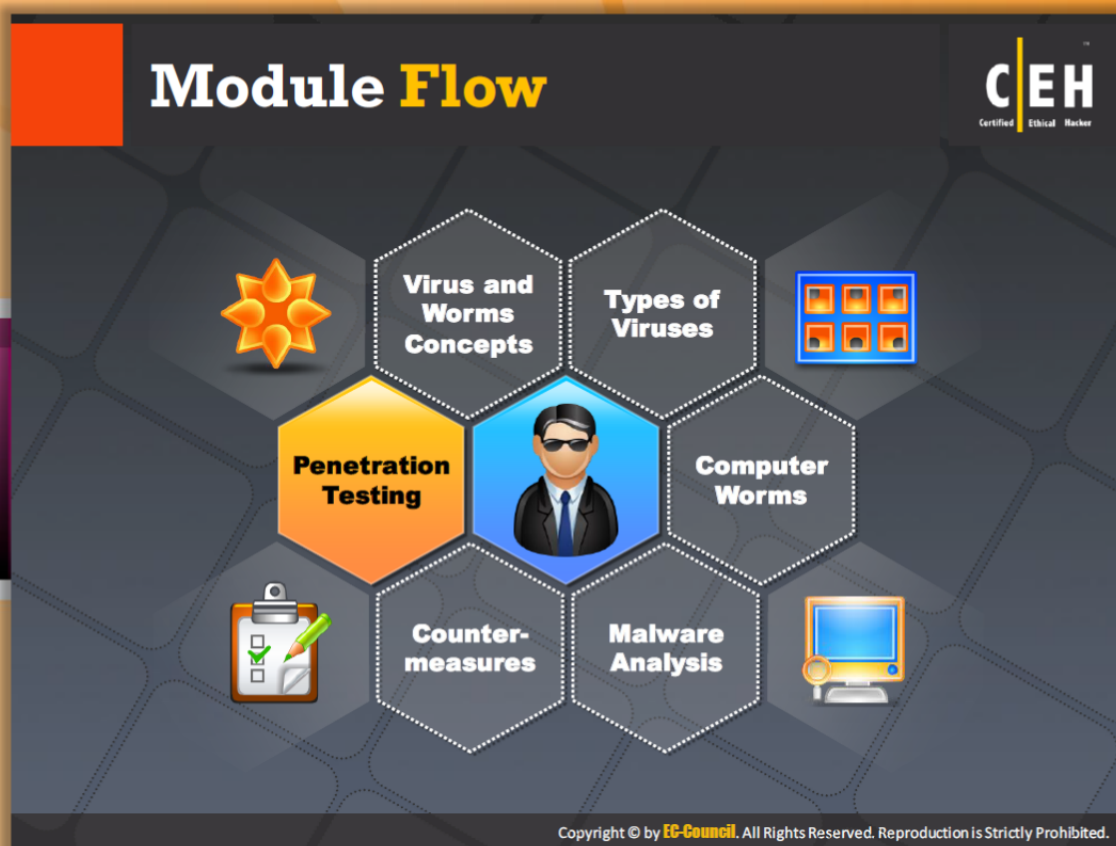 Module Flow
CEH
™
Certified Ethical Hacker
Virus and
Worms
Concepts
Types of
Viruses
Penetration
Testing
Computer
Worms
Counter-
measures
Malware
Analysis
Copyright © by EC-Council. All Rights Reserved. Reproduction is Strictly Prohibited.